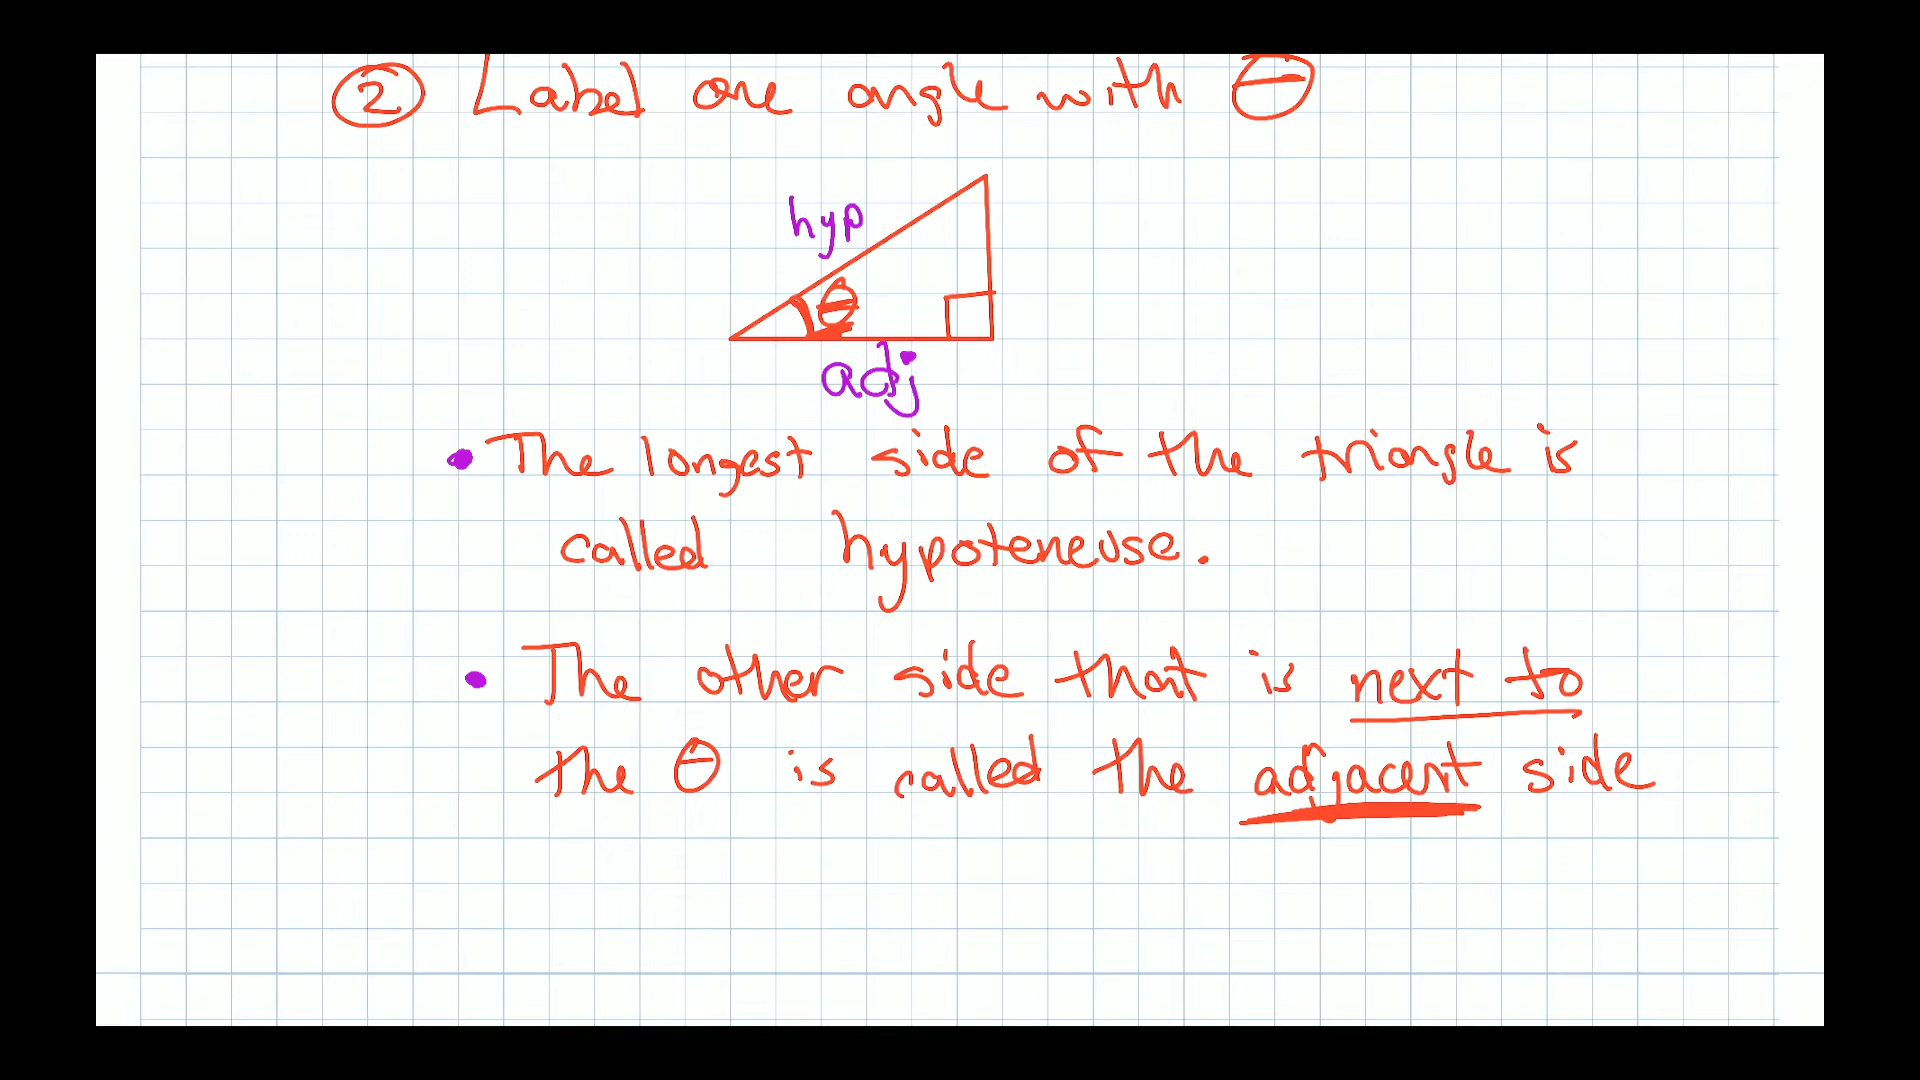 ② Label one angle with θ
hyp
θ
adj
• The longest side of the triangle is
called hypoteneuse.
• The other side that is next to
the θ is called the adjacent side